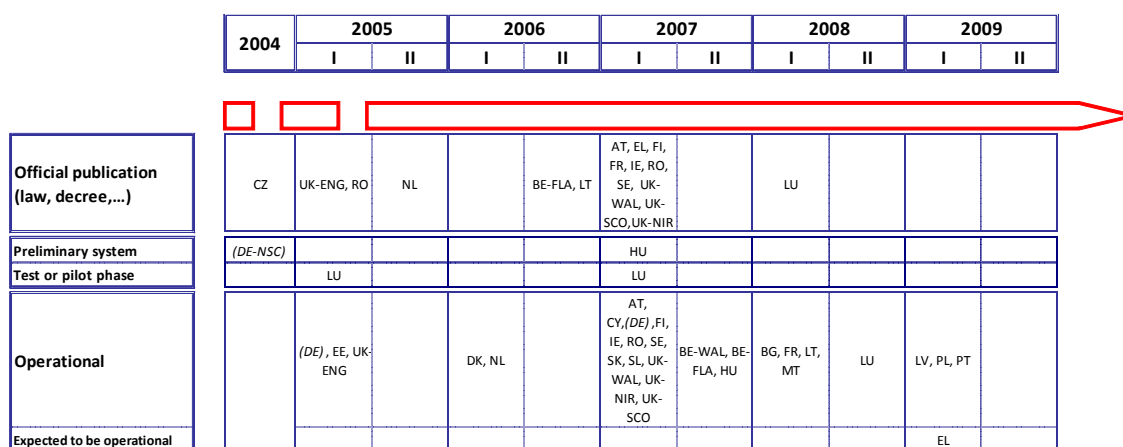 2004 2005 2006 2007 2008 2009
I II I II I II I II I II
Official publication
(law, decree,…)
CZ
UK-ENG, RO
NL
BE-FLA, LT
AT, EL, FI,
FR, IE, RO,
SE, UK-
WAL, UK-
SCO,UK-NIR
LU
Preliminary system (DE-NSC) HU
Test or pilot phase LU LU
Operational
(DE) , EE, UK-
ENG
DK, NL
AT,
CY,(DE) ,FI,
IE, RO, SE,
SK, SL, UK-
WAL, UK-
NIR, UK-
SCO
BE-WAL, BE-
FLA, HU
BG, FR, LT,
MT
LU
LV, PL, PT
Expected to be operational EL